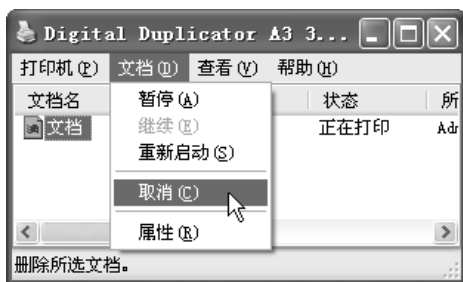 Digital Duplicator A3 3...
打印机(P) 文档(D) 查看(V) 帮助(H)
文档名 状态 所
文档 正在打印 Adr
暂停(A)
继续(E)
重新启动(S)
取消(C)
属性(R)
删除所选文档。